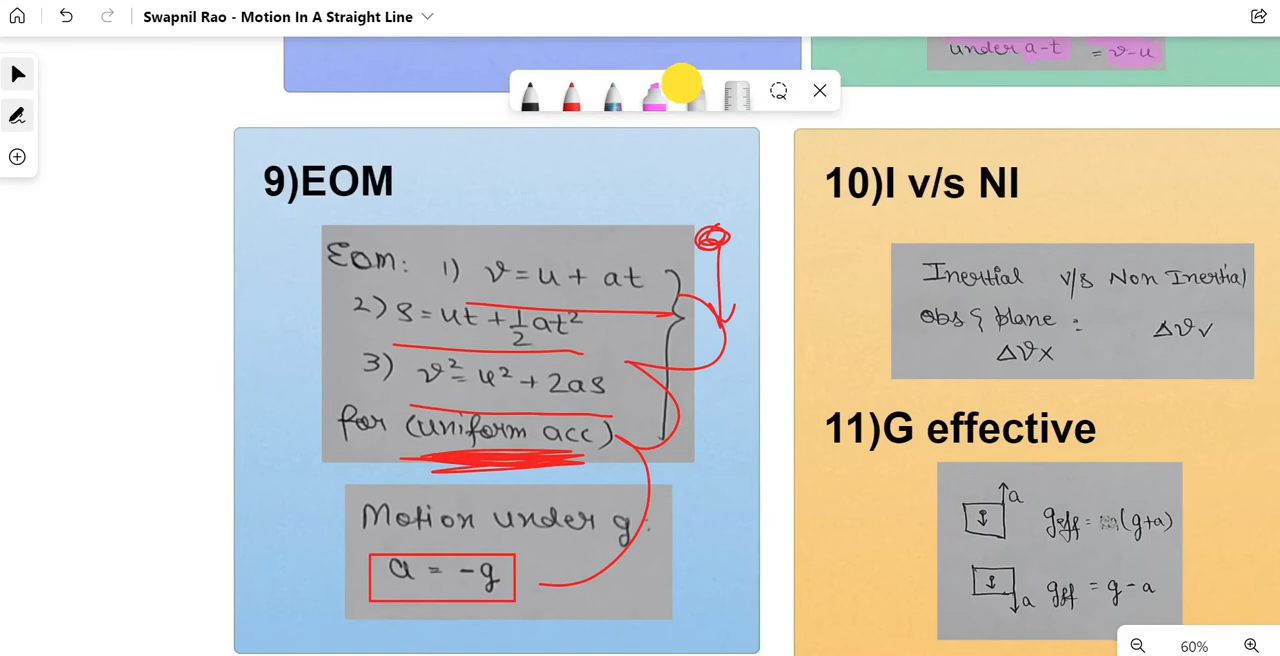 Swapnil Rao - Motion In A Straight Line
under a-t = v-u
9)EOM
Eom: 1) v = u + at
2) s = ut + 1/2 at²
3) v² = u² + 2as
for (uniform acc)
Motion under g:
a = -g
10)I v/s NI
Inertial v/s Non Inertial
obs & plane :
Δv× Δv✓
11)G effective
a geff = (g+a)
a geff = g - a
60%